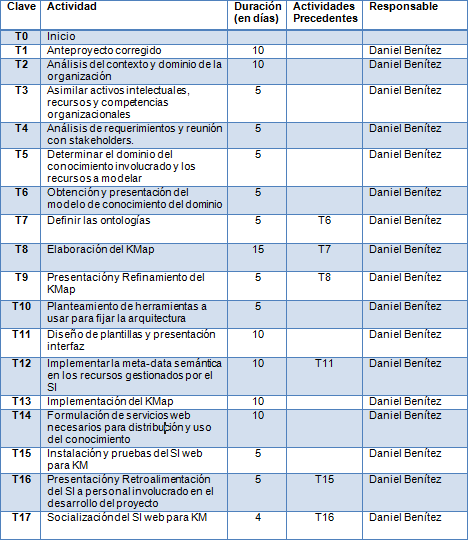 Clave Actividad Duración (en días) Actividades Precedentes Responsable
T0 Inicio
T1 Anteproyecto corregido 10 Daniel Benítez
T2 Análisis del contexto y dominio de la 10 Daniel Benítez
organización
T3 Asimilar activos intelectuales, 5 Daniel Benítez
recursos y competencias
organizacionales
T4 Análisis de requerimientos y reunión 5 Daniel Benítez
con stakeholders.
T5 Determinar el dominio del 5 Daniel Benítez
conocimiento involucrado y los
recursos a modelar
T6 Obtención y presentación del 5 Daniel Benítez
modelo de conocimiento del dominio
T7 Definir las ontologías 5 T6 Daniel Benítez
T8 Elaboración del KMap 15 T7 Daniel Benítez
T9 Presentación y Refinamiento del 5 T8 Daniel Benítez
KMap
T10 Planteamiento de herramientas a 5 Daniel Benítez
usar para fijar la arquitectura
T11 Diseño de plantillas y presentación 10 Daniel Benítez
interfaz
T12 Implementar la meta-data semántica 10 T11 Daniel Benítez
en los recursos gestionados por el
SI
T13 Implementación del KMap 10 Daniel Benítez
T14 Formulación de servicios web 10 Daniel Benítez
necesarios para distribución y uso
del conocimiento
T15 Instalación y pruebas del SI web 5 Daniel Benítez
para KM
T16 Presentación y Retroalimentación 5 T15 Daniel Benítez
del SI a personal involucrado en el
desarrollo del proyecto
T17 Socialización del SI web para KM 4 T16 Daniel Benítez